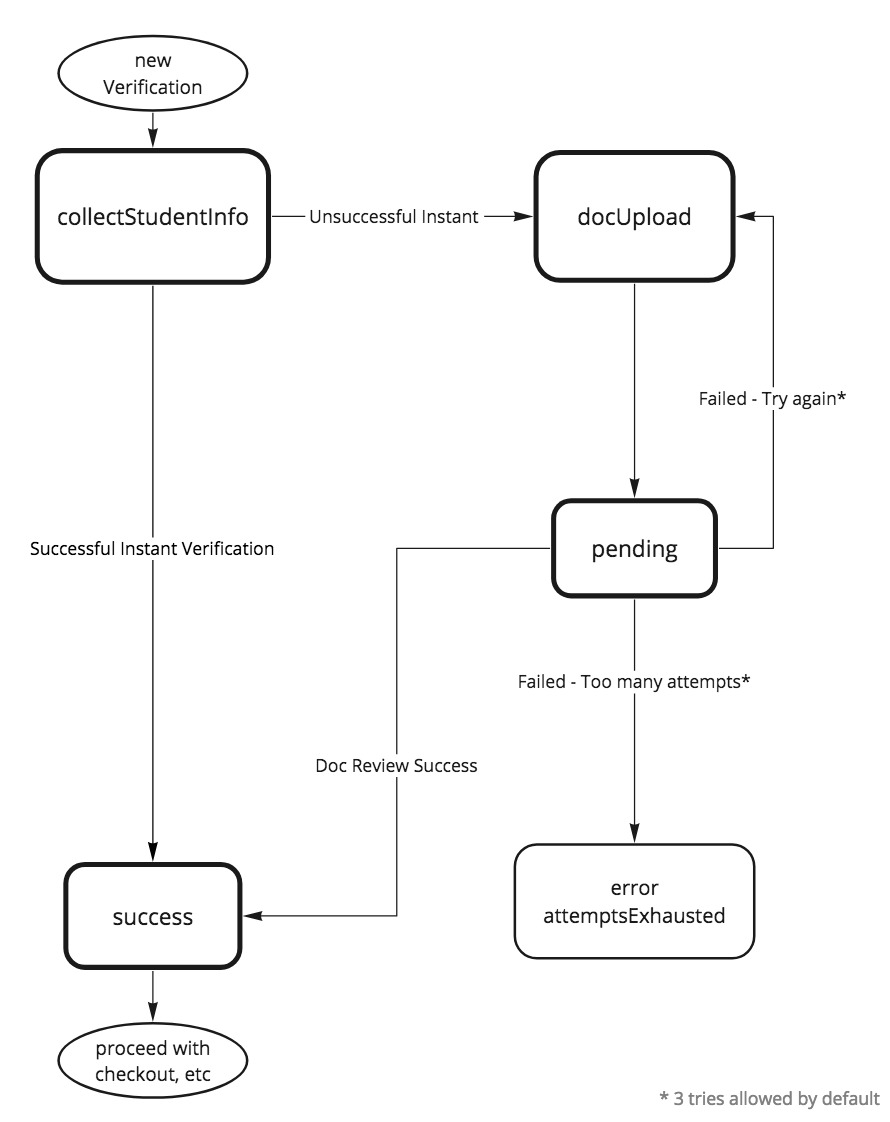 new
Verification
collectStudentInfo
Unsuccessful Instant
docUpload
Failed - Try again*
Successful Instant Verification
pending
Failed - Too many attempts*
Doc Review Success
error
attemptsExhausted
success
proceed with
checkout, etc
* 3 tries allowed by default